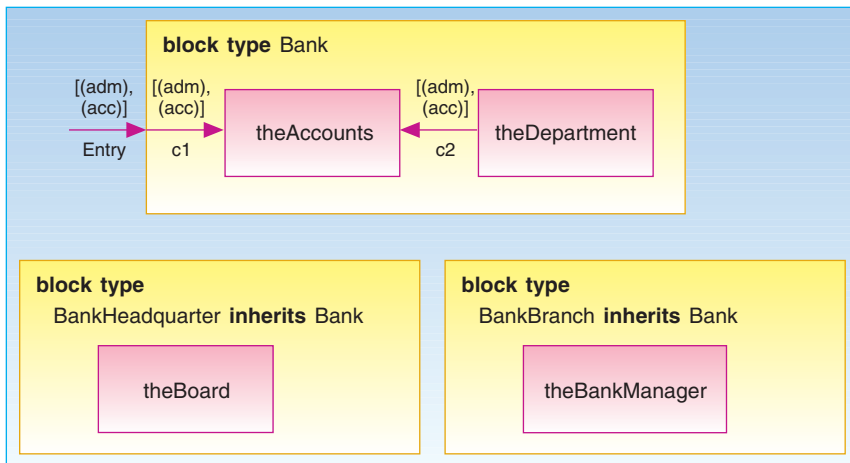 block type Bank
[(adm),
(acc)]
[(adm),
(acc)]
[(adm),
(acc)]
theAccounts
theDepartment
Entry
c1
c2
block type
BankHeadquarter inherits Bank
theBoard
block type
BankBranch inherits Bank
theBankManager